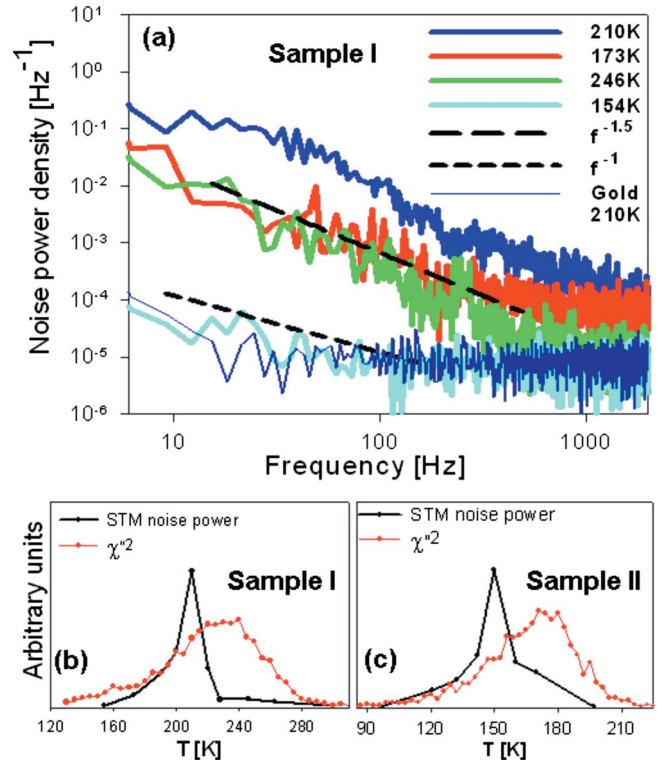 (a)
Sample I
210K
173K
246K
154K
f -1.5
f -1
Gold
210K
Noise power density [Hz-1]
10¹
10⁰
10-1
10-2
10-3
10-4
10-5
10-6
10
100
1000
Frequency [Hz]
STM noise power
χ"2
Sample I
(b)
Arbitrary units
120 160 200 240 280
T [K]
STM noise power
χ"2
Sample II
(c)
90 120 150 180 210
T [K]